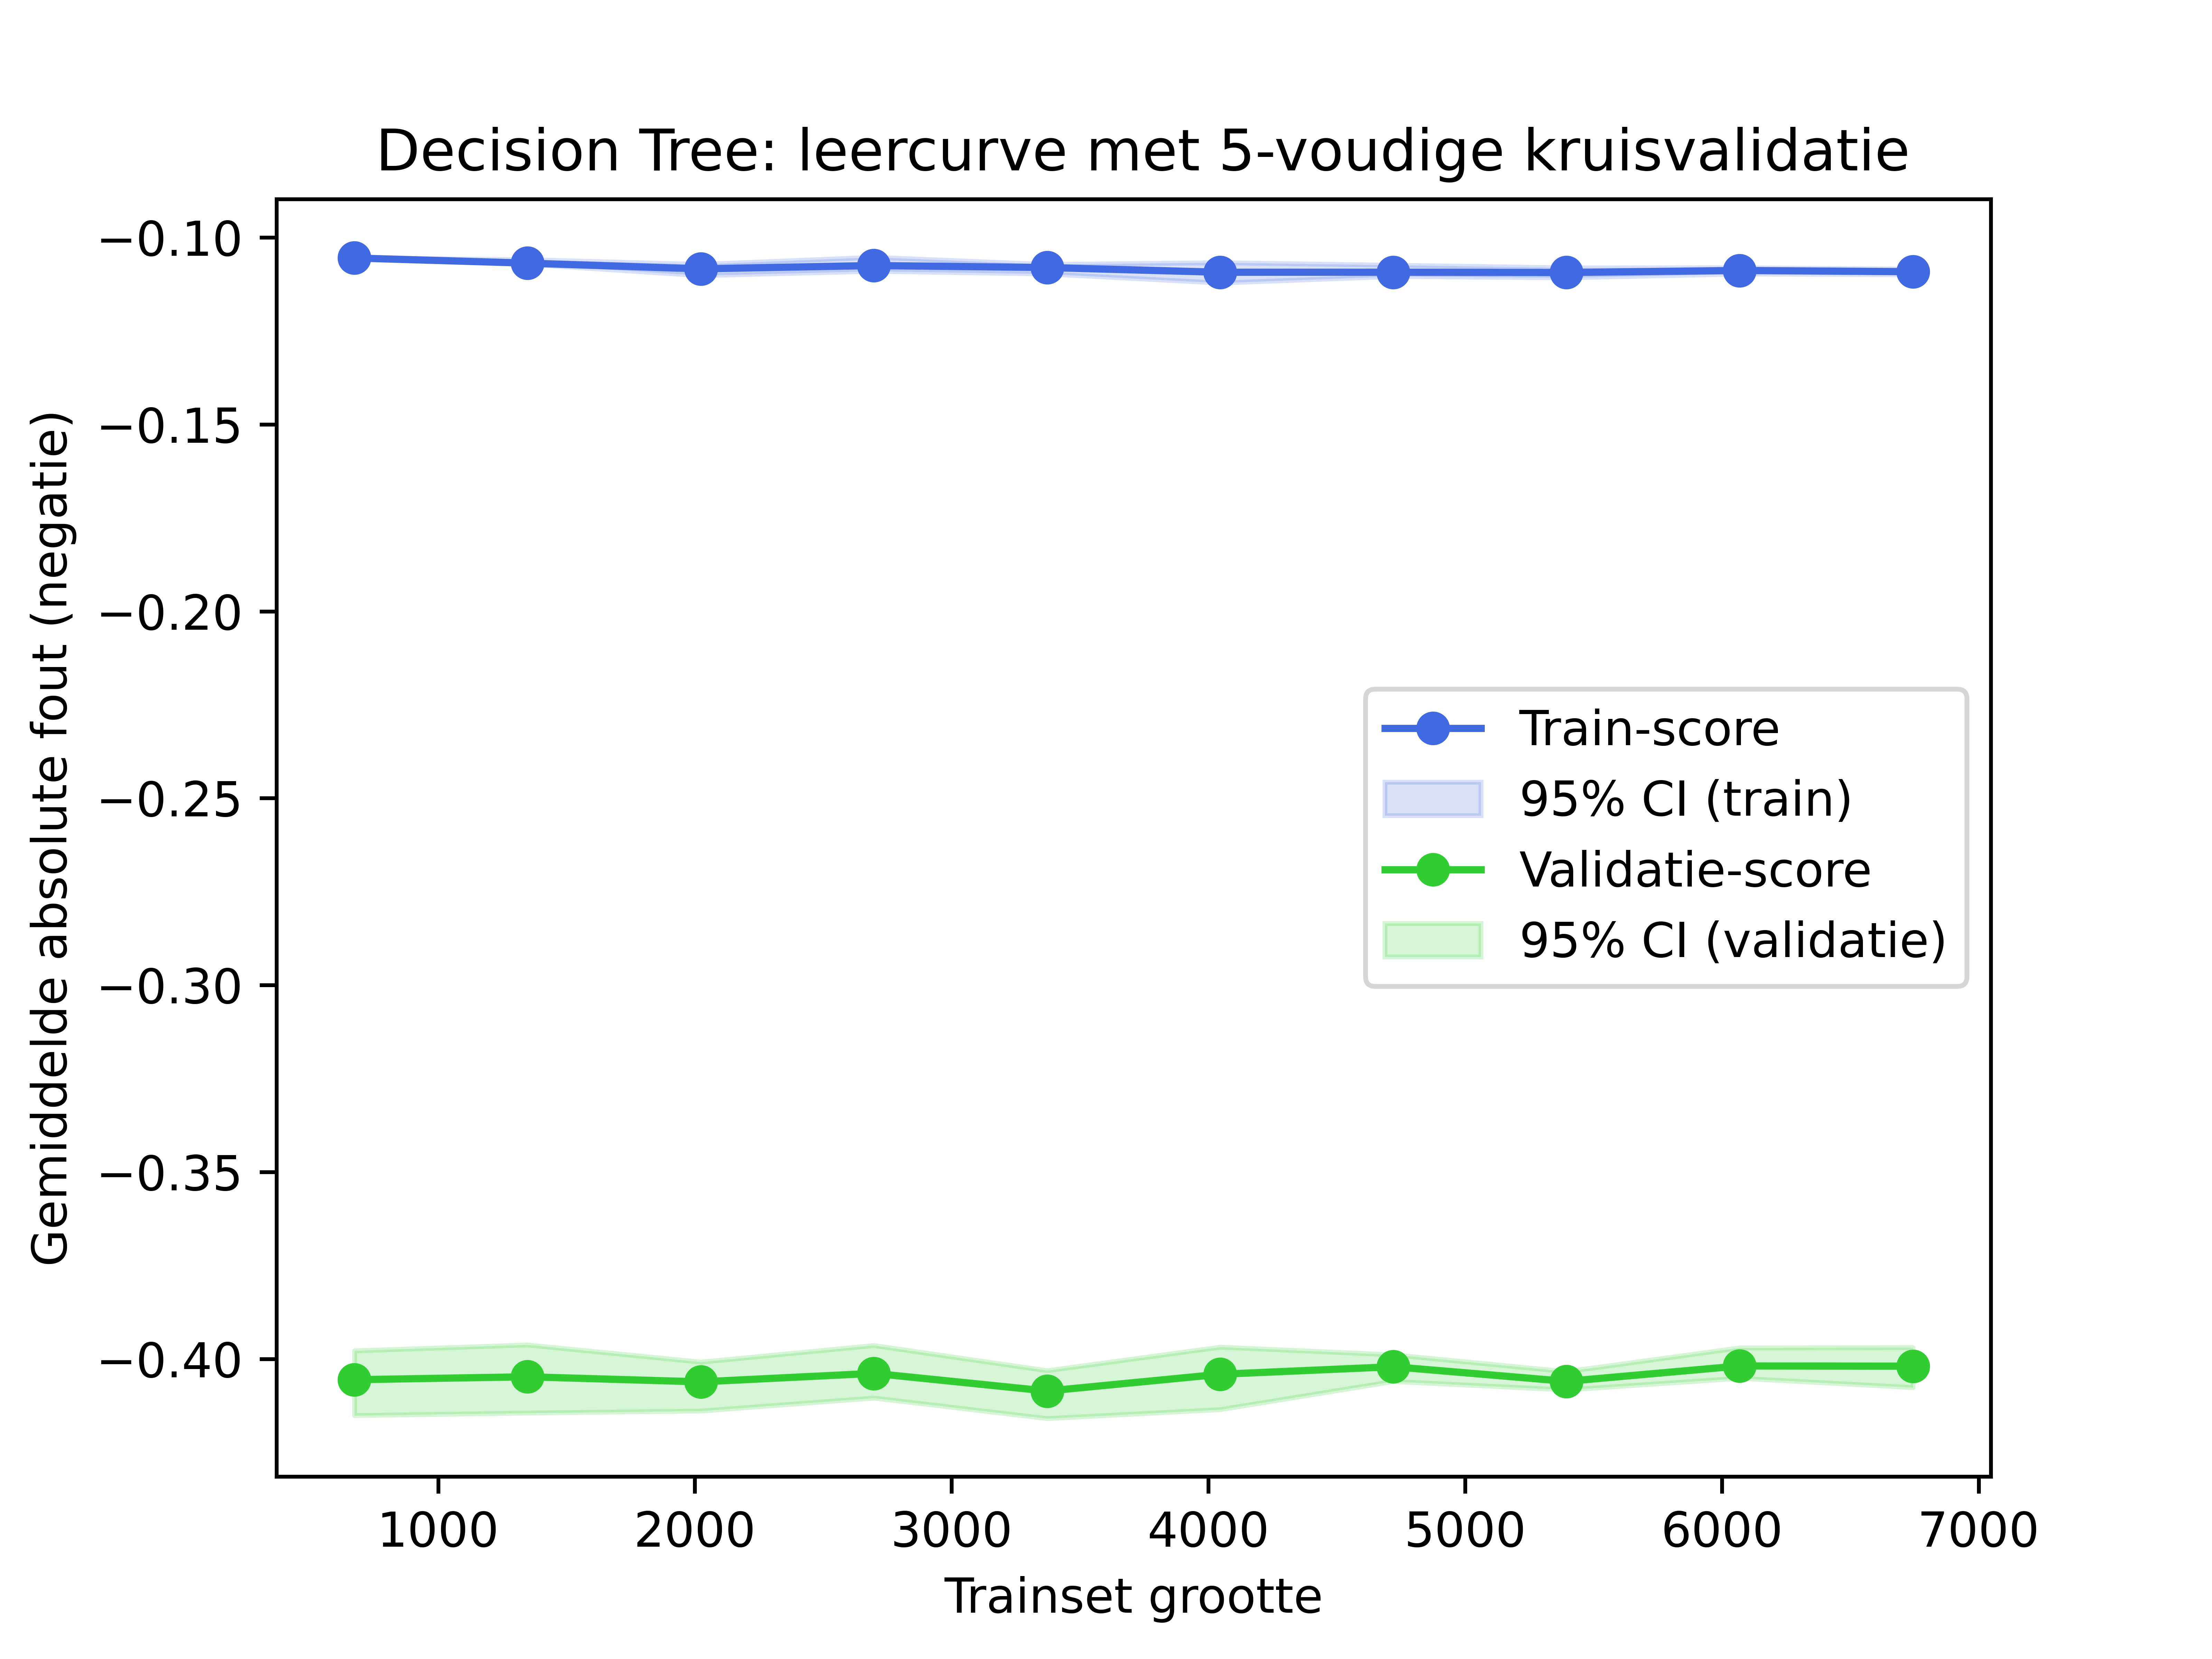 Decision Tree: leercurve met 5-voudige kruisvalidatie
Gemiddelde absolute fout (negatie)
−0.10
−0.15
−0.20
−0.25
−0.30
−0.35
−0.40
Train-score
95% CI (train)
Validatie-score
95% CI (validatie)
1000 2000 3000 4000 5000 6000 7000
Trainset grootte